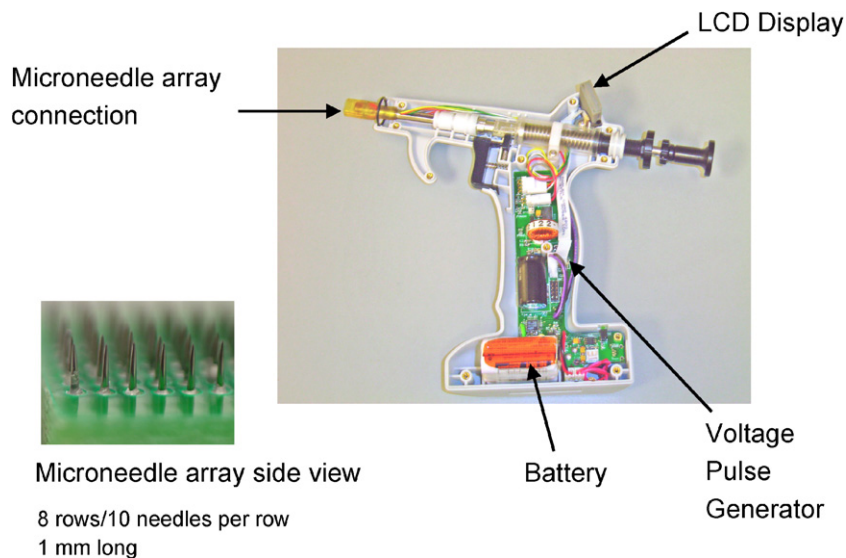 LCD Display
Microneedle array
connection
Microneedle array side view
8 rows/10 needles per row
1 mm long
Battery
Voltage
Pulse
Generator